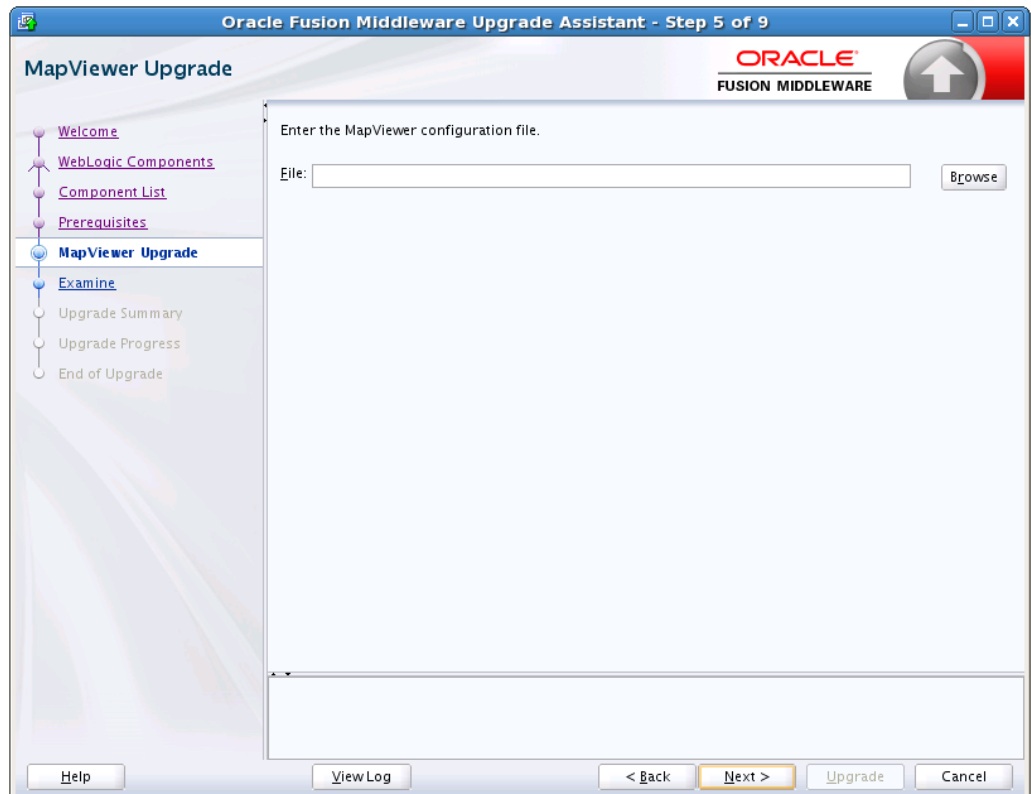 Oracle Fusion Middleware Upgrade Assistant - Step 5 of 9
MapViewer Upgrade
ORACLE
FUSION MIDDLEWARE
Welcome
WebLogic Components
Component List
Prerequisites
MapViewer Upgrade
Examine
Upgrade Summary
Upgrade Progress
End of Upgrade
Enter the MapViewer configuration file.
File:
Browse
Help
View Log
< Back
Next >
Upgrade
Cancel